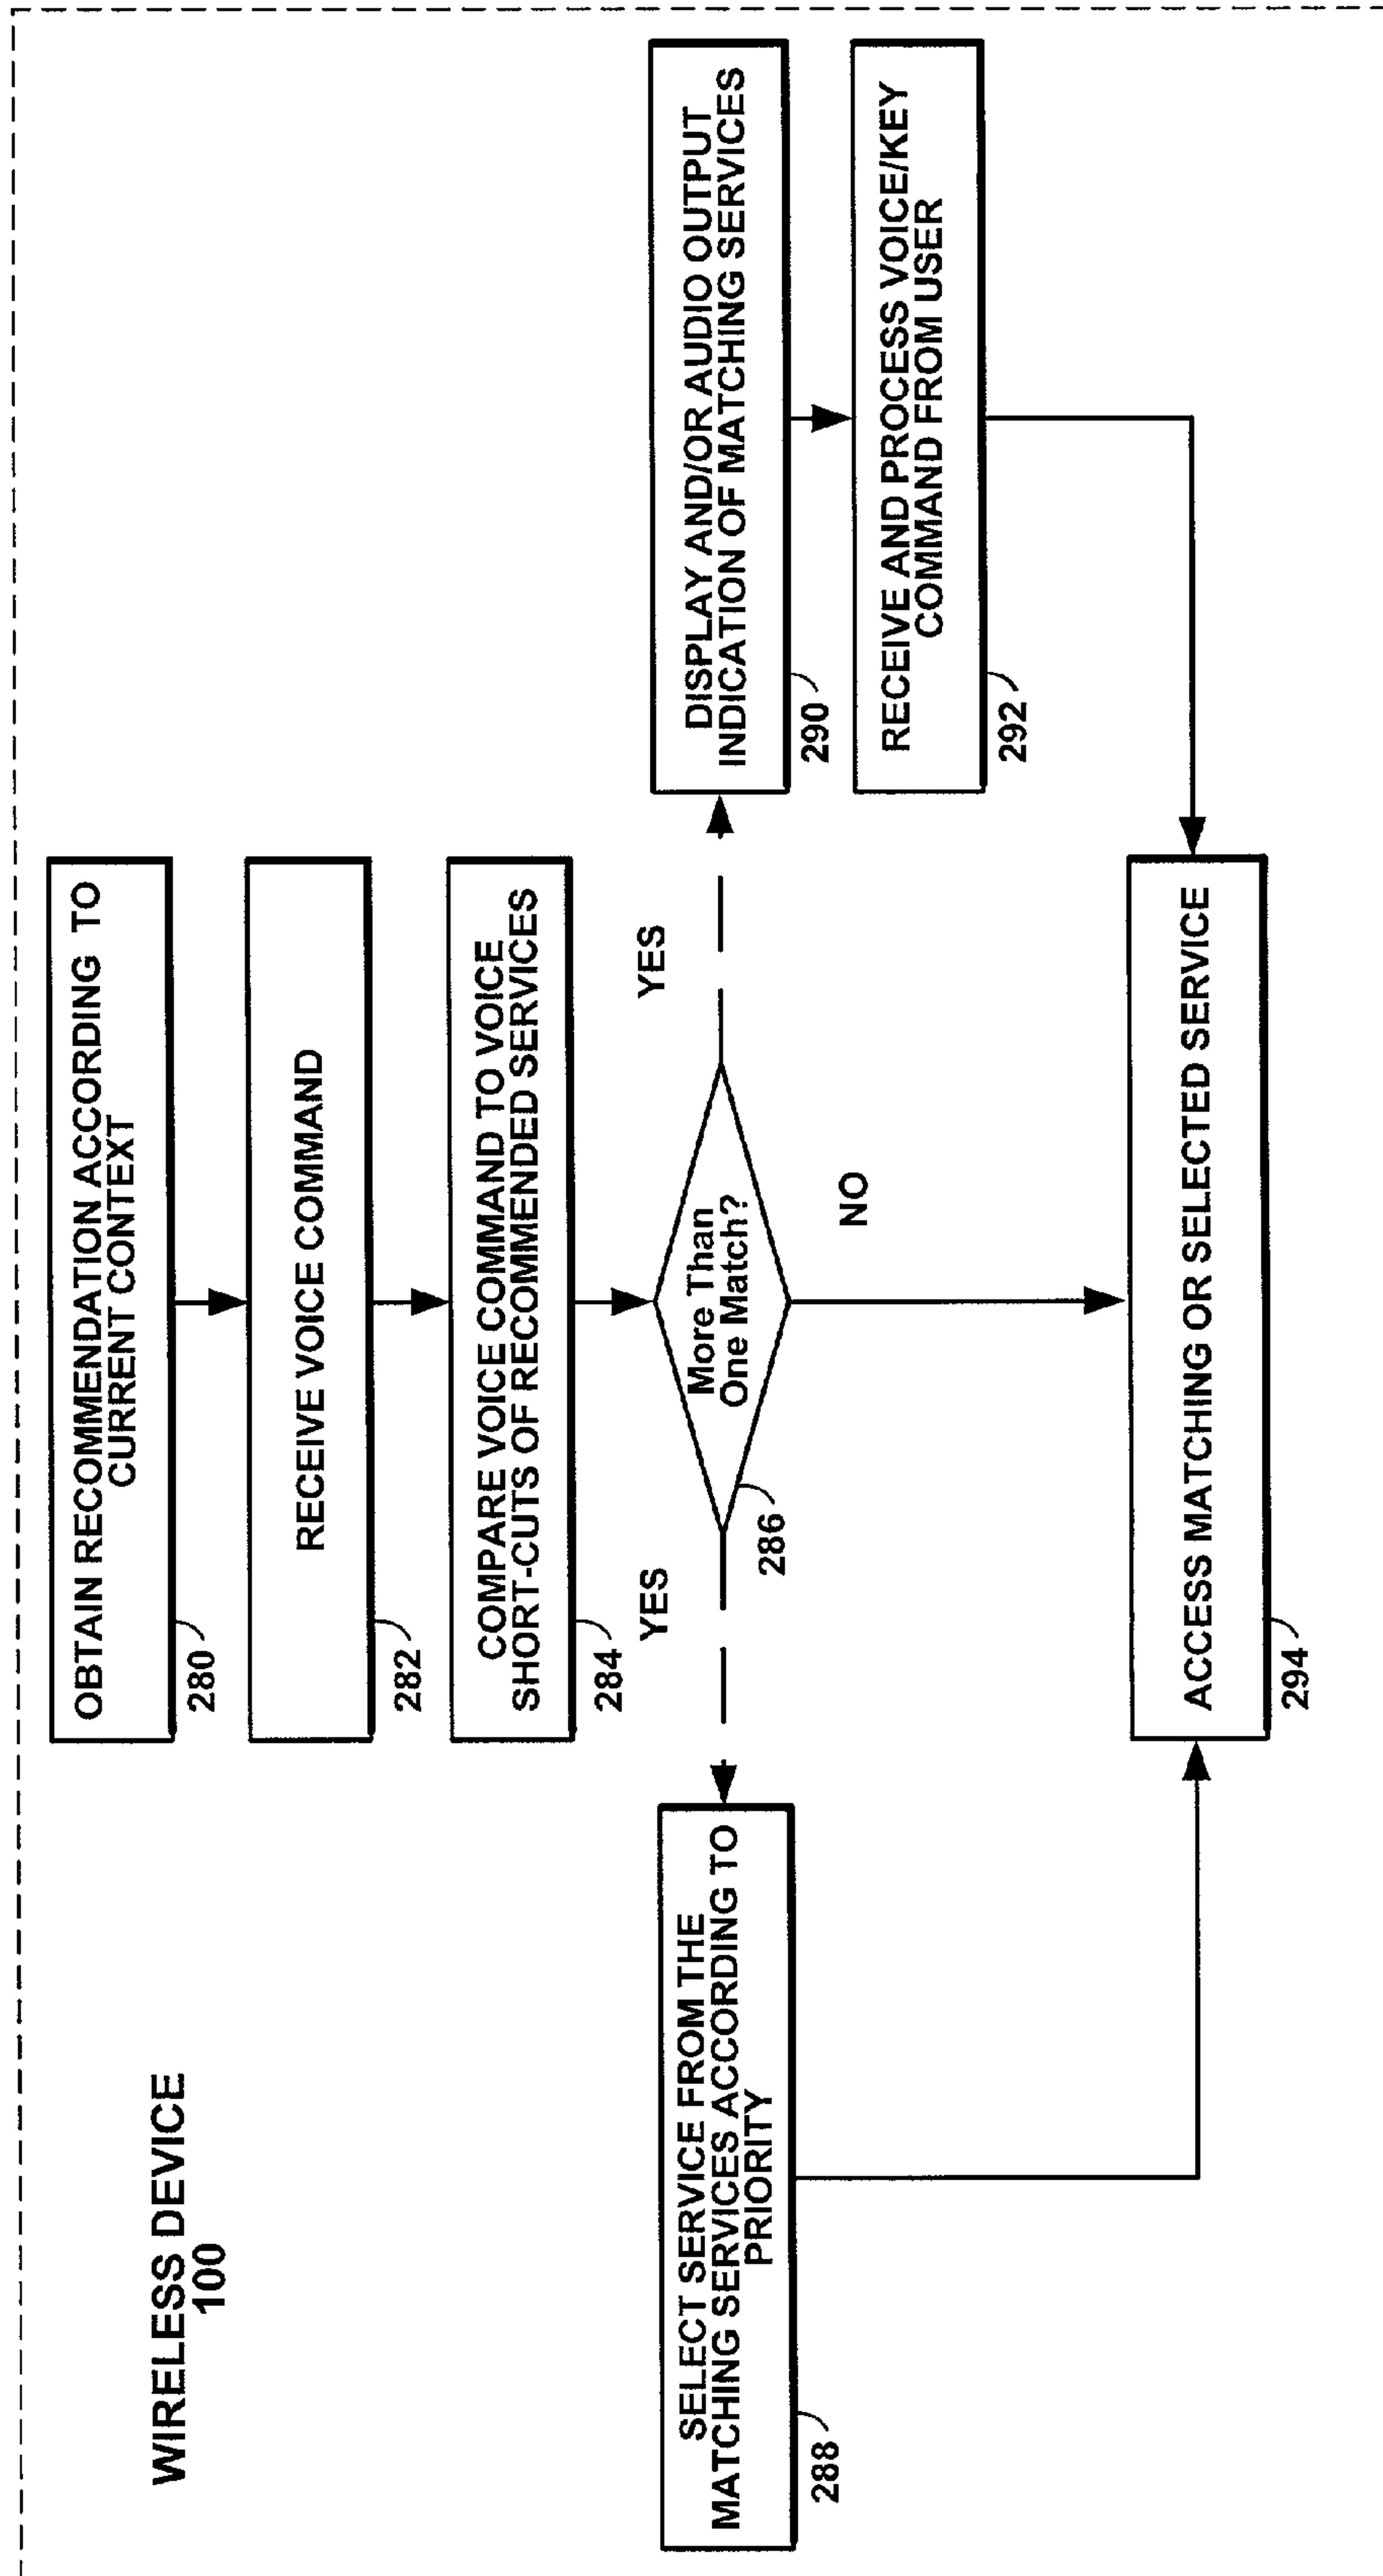 WIRELESS DEVICE
100
OBTAIN RECOMMENDATION ACCORDING TO
CURRENT CONTEXT
280
RECEIVE VOICE COMMAND
282
COMPARE VOICE COMMAND TO VOICE
SHORT-CUTS OF RECOMMENDED SERVICES
284
YES
YES
More Than
One Match?
286
NO
SELECT SERVICE FROM THE
MATCHING SERVICES ACCORDING TO
PRIORITY
288
DISPLAY AND/OR AUDIO OUTPUT
INDICATION OF MATCHING SERVICES
290
RECEIVE AND PROCESS VOICE/KEY
COMMAND FROM USER
292
ACCESS MATCHING OR SELECTED SERVICE
294